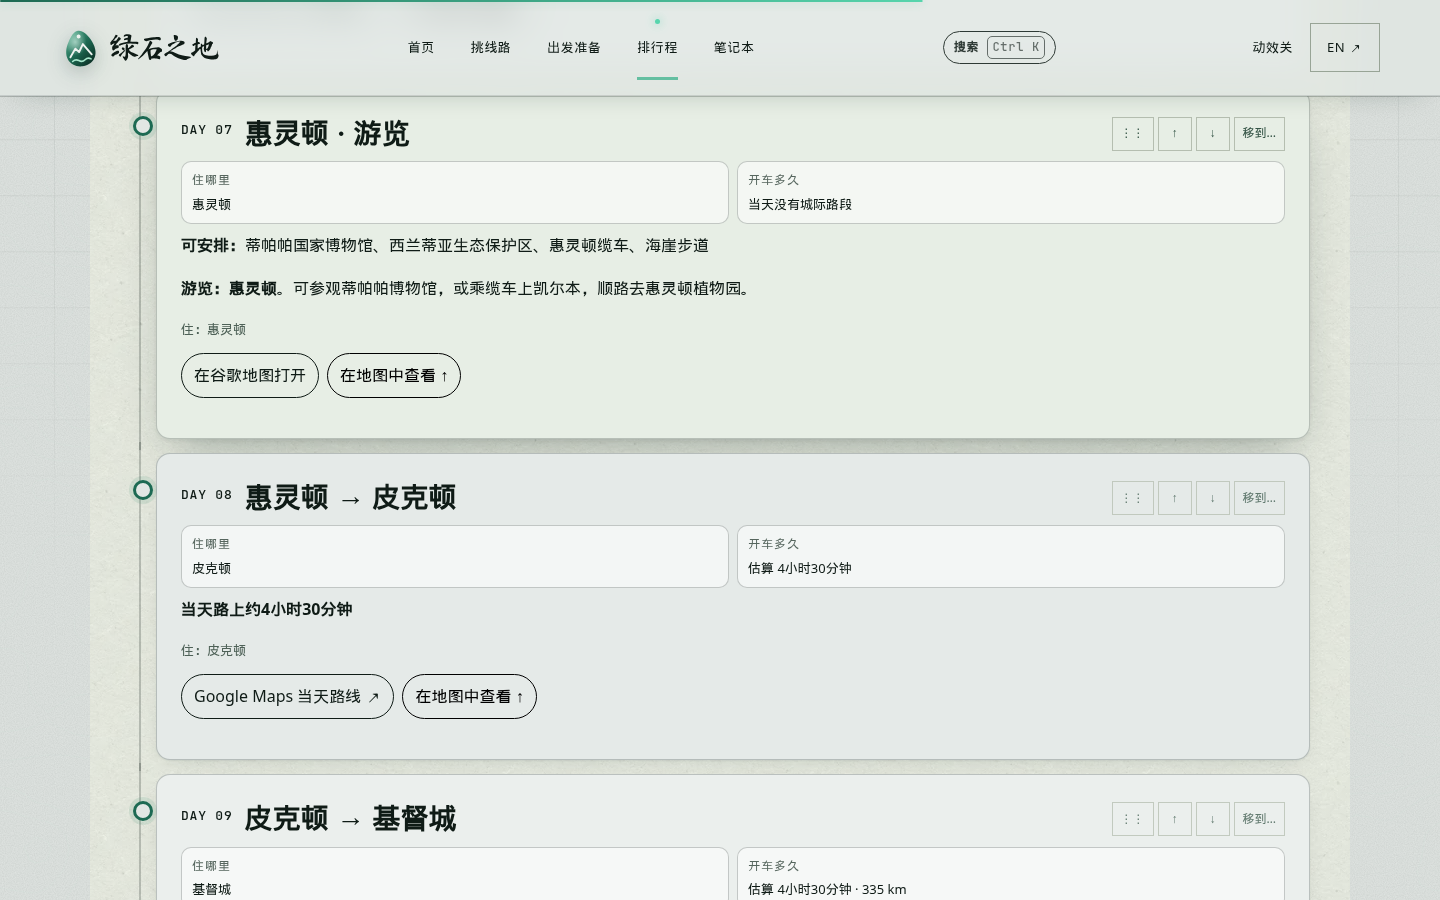 绿石之地
首页 挑线路 出发准备 排行程 笔记本
搜索 Ctrl K
动效关
EN ↗
DAY 07 惠灵顿 · 游览
⋮⋮ ↑ ↓ 移到…
住哪里
惠灵顿
开车多久
当天没有城际路段
可安排：蒂帕帕国家博物馆、西兰蒂亚生态保护区、惠灵顿缆车、海崖步道
游览：惠灵顿。可参观蒂帕帕博物馆，或乘缆车上凯尔本，顺路去惠灵顿植物园。
住：惠灵顿
在谷歌地图打开 在地图中查看 ↑
DAY 08 惠灵顿 → 皮克顿
⋮⋮ ↑ ↓ 移到…
住哪里
皮克顿
开车多久
估算 4小时30分钟
当天路上约4小时30分钟
住：皮克顿
Google Maps 当天路线 ↗ 在地图中查看 ↑
DAY 09 皮克顿 → 基督城
⋮⋮ ↑ ↓ 移到…
住哪里
基督城
开车多久
估算 4小时30分钟 · 335 km